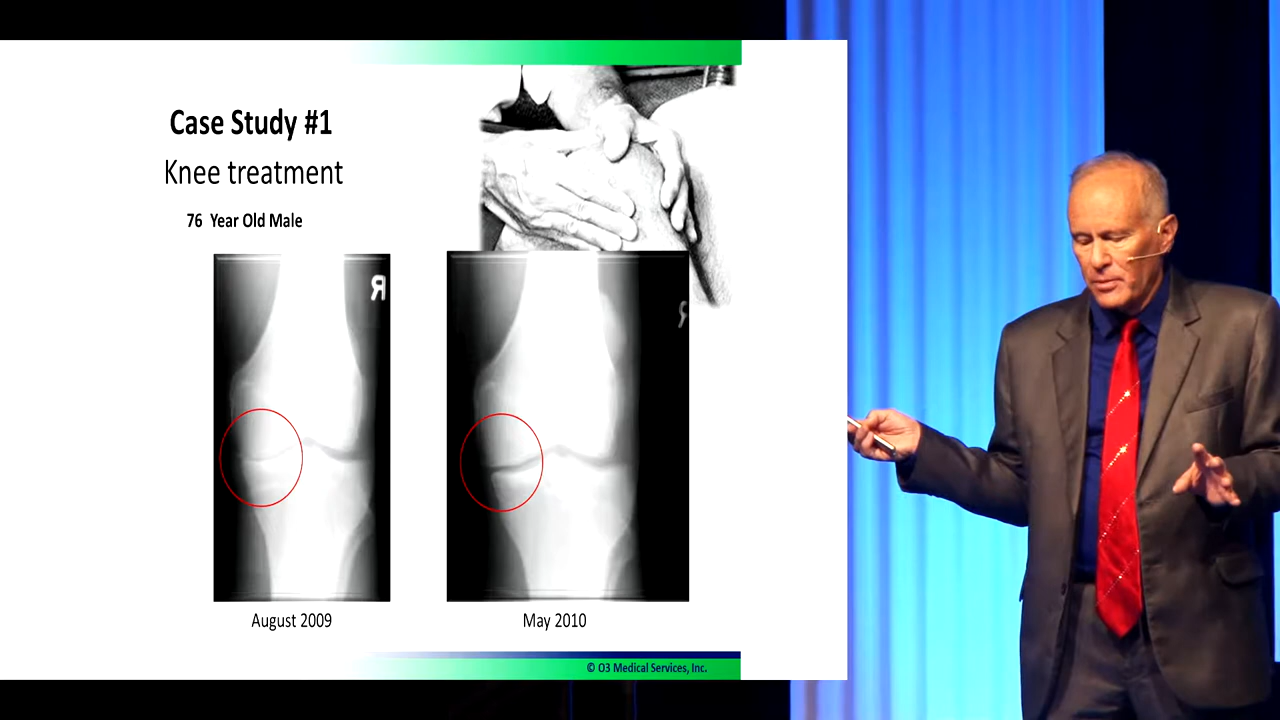 Case Study #1
Knee treatment
76 Year Old Male
R
R
August 2009
May 2010
© O3 Medical Services, Inc.